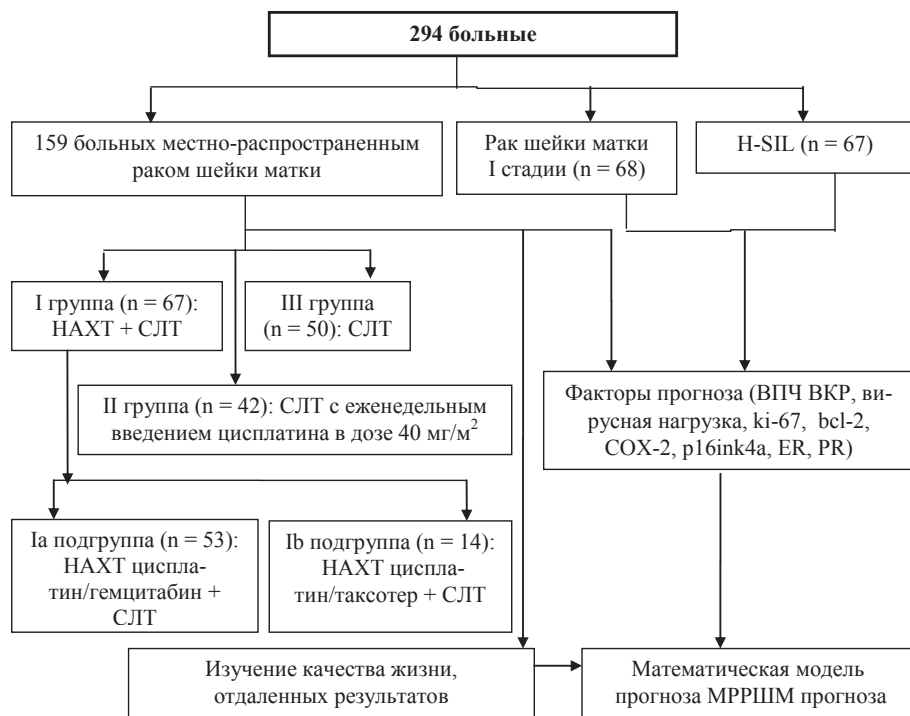 294 больные
159 больных местно-распространенным
раком шейки матки
Рак шейки матки
I стадии (n = 68)
H-SIL (n = 67)
I группа (n = 67):
НАХТ + СЛТ
III группа
(n = 50): СЛТ
II группа (n = 42): СЛТ с еженедельным
введением цисплатина в дозе 40 мг/м²
Факторы прогноза (ВПЧ ВКР, ви-
русная нагрузка, ki-67, bcl-2,
COX-2, p16ink4a, ER, PR)
Ia подгруппа (n = 53):
НАХТциспла-
тин/гемцитабин +
СЛТ
Ib подгруппа (n = 14):
НАХТ циспла-
тин/таксотер + СЛТ
Изучение качества жизни,
отдаленных результатов
Математическая модель
прогноза МРРШМ прогноза